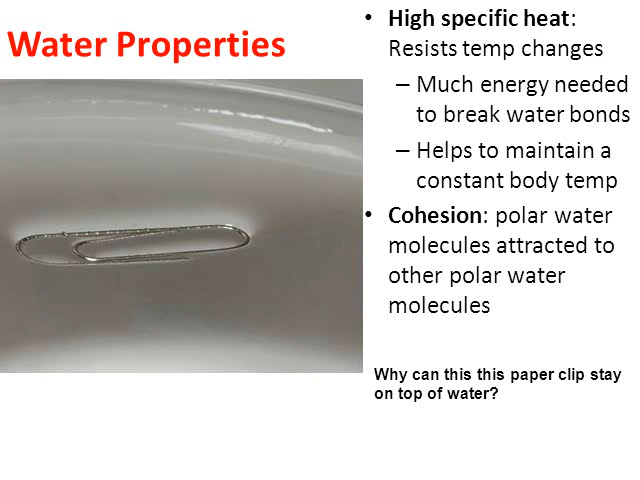 Water Properties
• High specific heat:
Resists temp changes
– Much energy needed
to break water bonds
– Helps to maintain a
constant body temp
• Cohesion: polar water
molecules attracted to
other polar water
molecules
Why can this this paper clip stay
on top of water?